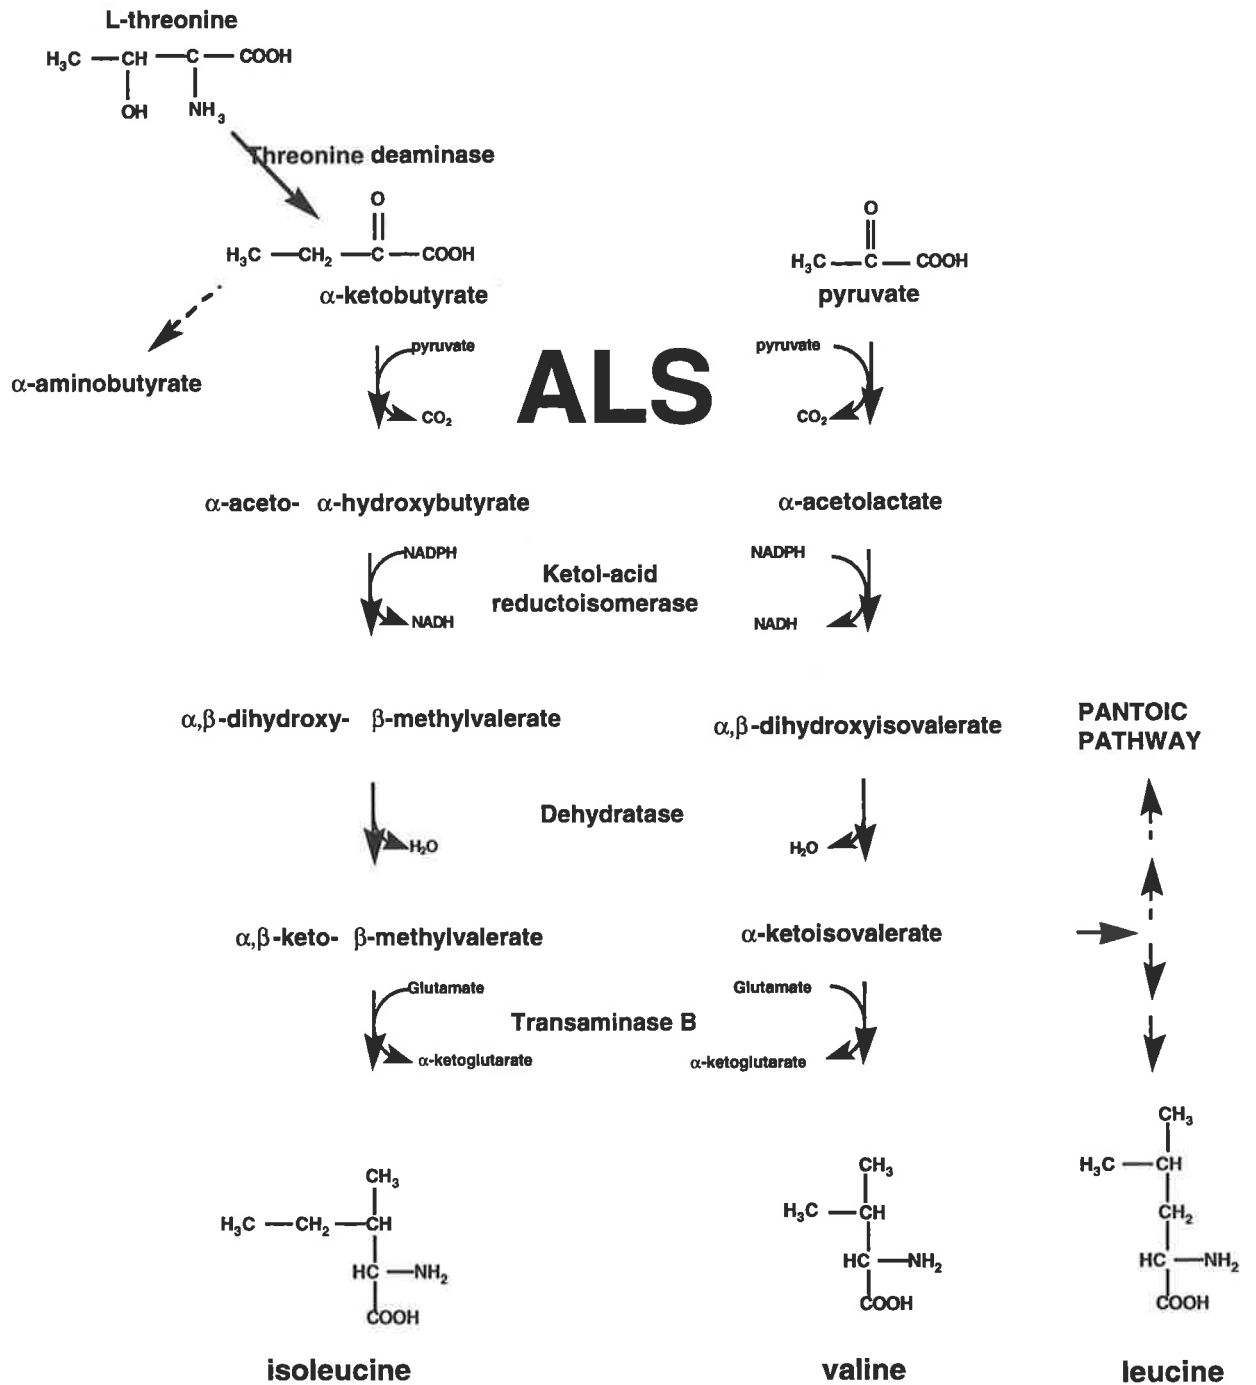 L-threonine
H₃C — CH — C — COOH
OH NH₃
Threonine deaminase
O
H₃C — CH₂ — C — COOH
α-ketobutyrate
O
H₃C — C — COOH
pyruvate
α-aminobutyrate
pyruvate
CO₂
ALS
pyruvate
CO₂
α-aceto- α-hydroxybutyrate
α-acetolactate
NADPH
NADH
Ketol-acid
reductoisomerase
NADPH
NADH
α,β-dihydroxy- β-methylvalerate
α,β-dihydroxyisovalerate
PANTOIC
PATHWAY
H₂O
Dehydratase
H₂O
α,β-keto- β-methylvalerate
α-ketoisovalerate
Glutamate
α-ketoglutarate
Transaminase B
Glutamate
α-ketoglutarate
CH₃
H₃C — CH₂ — CH
HC — NH₂
COOH
isoleucine
CH₃
H₃C — CH
HC — NH₂
COOH
valine
CH₃
H₃C — CH
CH₂
HC — NH₂
COOH
leucine